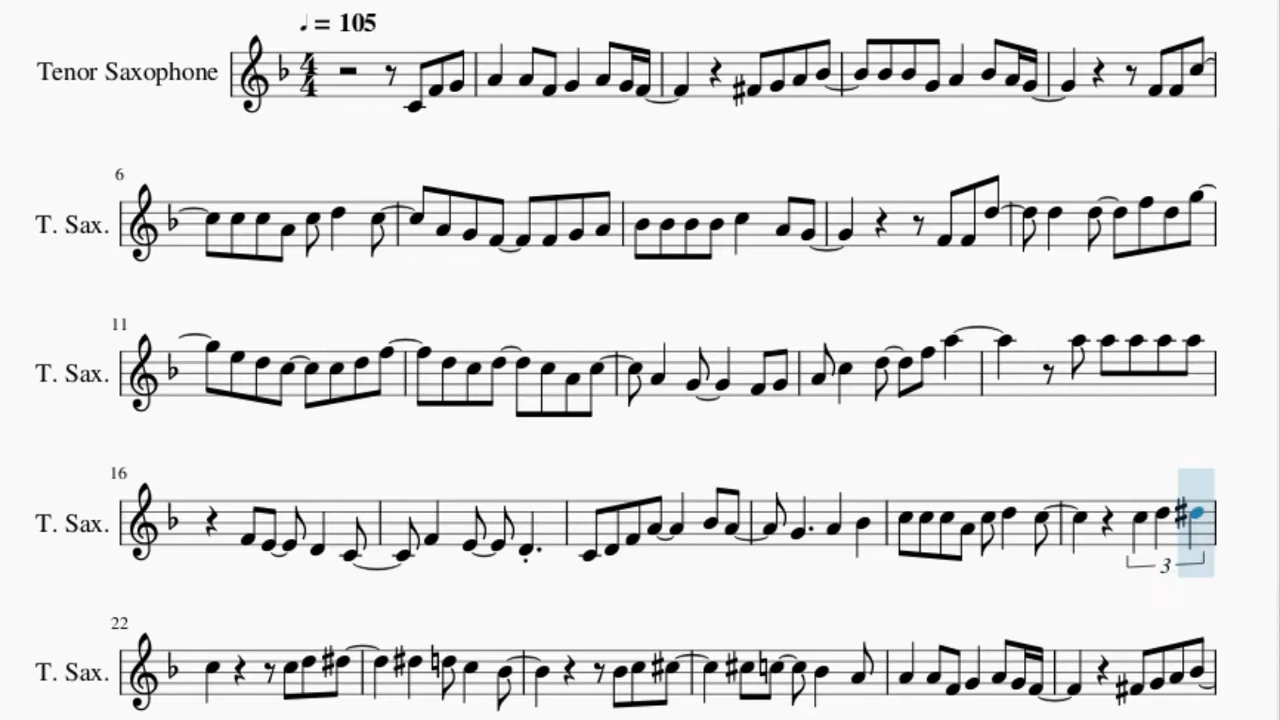 ♩ = 105
Tenor Saxophone
4
4
6
T. Sax.
11
T. Sax.
16
T. Sax.
3
22
T. Sax.